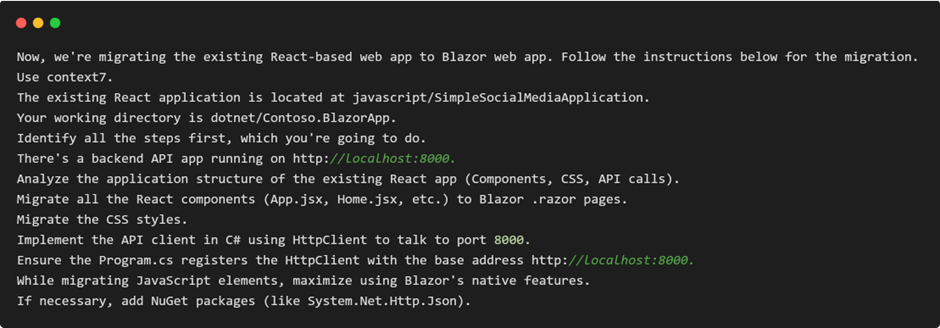 Now, we're migrating the existing React-based web app to Blazor web app. Follow the instructions below for the migration.
Use context7.
The existing React application is located at javascript/SimpleSocialMediaApplication.
Your working directory is dotnet/Contoso.BlazorApp.
Identify all the steps first, which you're going to do.
There's a backend API app running on http://localhost:8000.
Analyze the application structure of the existing React app (Components, CSS, API calls).
Migrate all the React components (App.jsx, Home.jsx, etc.) to Blazor .razor pages.
Migrate the CSS styles.
Implement the API client in C# using HttpClient to talk to port 8000.
Ensure the Program.cs registers the HttpClient with the base address http://localhost:8000.
While migrating JavaScript elements, maximize using Blazor's native features.
If necessary, add NuGet packages (like System.Net.Http.Json).